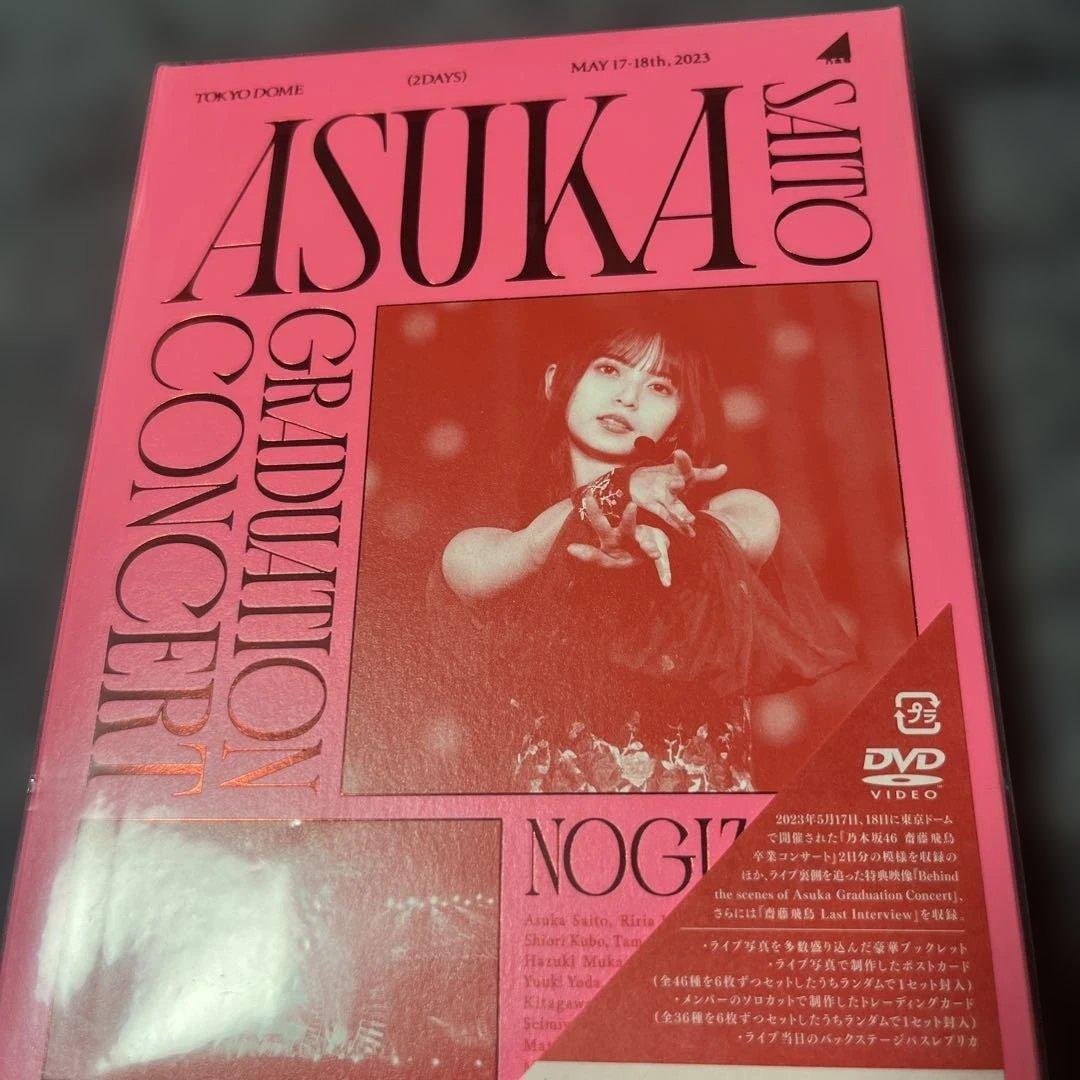 TOKYO DOME
(2DAYS)
MAY 17-18th, 2023
乃木坂
ASUKA
SAITO
GRADUATION
CONCERT
プラ
DVD
VIDEO
NOGIZ
2023年5月17日、18日に東京ドーム
で開催された「乃木坂46 齋藤飛鳥
卒業コンサート」2日分の模様を収録の
ほか、ライブ裏側を追った特典映像『Behind
the scenes of Asuka Graduation Concert』、
さらには『齋藤飛鳥 Last Interview』を収録。
・ライブ写真を多数盛り込んだ豪華ブックレット
・ライブ写真で制作したポストカード
(全46種を6枚ずつセットしたうちランダムで1セット封入)
・メンバーのソロカットで制作したトレーディングカード
(全36種を6枚ずつセットしたうちランダムで1セット封入)
・ライブ当日のバックステージパスレプリカ
Asuka Saito, Riria
Shiori Kubo, Tam
Hazuki Muka
Yuuki Yoda,
Kitagawa
Seimiy
Mat